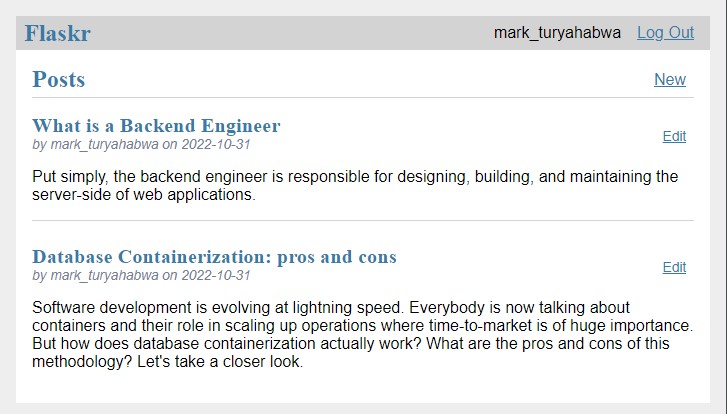 Flaskr
mark_turyahabwa Log Out
Posts
New
What is a Backend Engineer
by mark_turyahabwa on 2022-10-31
Edit
Put simply, the backend engineer is responsible for designing, building, and maintaining the
server-side of web applications.
Database Containerization: pros and cons
by mark_turyahabwa on 2022-10-31
Edit
Software development is evolving at lightning speed. Everybody is now talking about
containers and their role in scaling up operations where time-to-market is of huge importance.
But how does database containerization actually work? What are the pros and cons of this
methodology? Let's take a closer look.